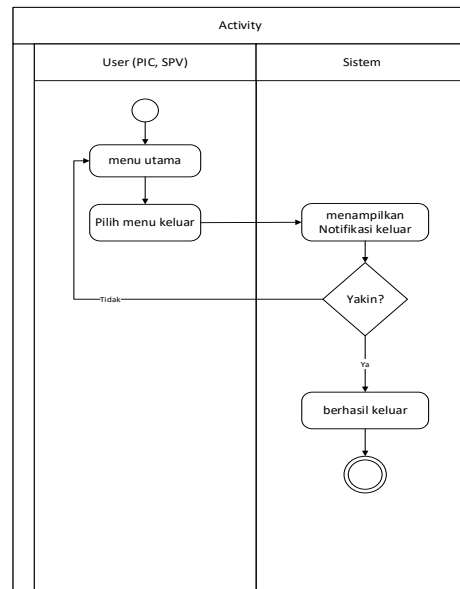 Activity
User (PIC, SPV)
Sistem
menu utama
Pilih menu keluar
menampilkan
Notifikasi keluar
Yakin?
Tidak
Ya
berhasil keluar